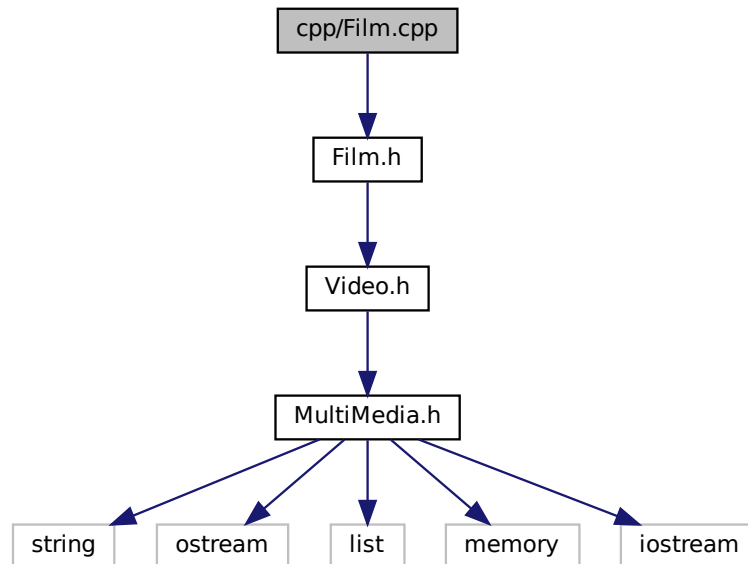 cpp/Film.cpp
Film.h
Video.h
MultiMedia.h
string
ostream
list
memory
iostream